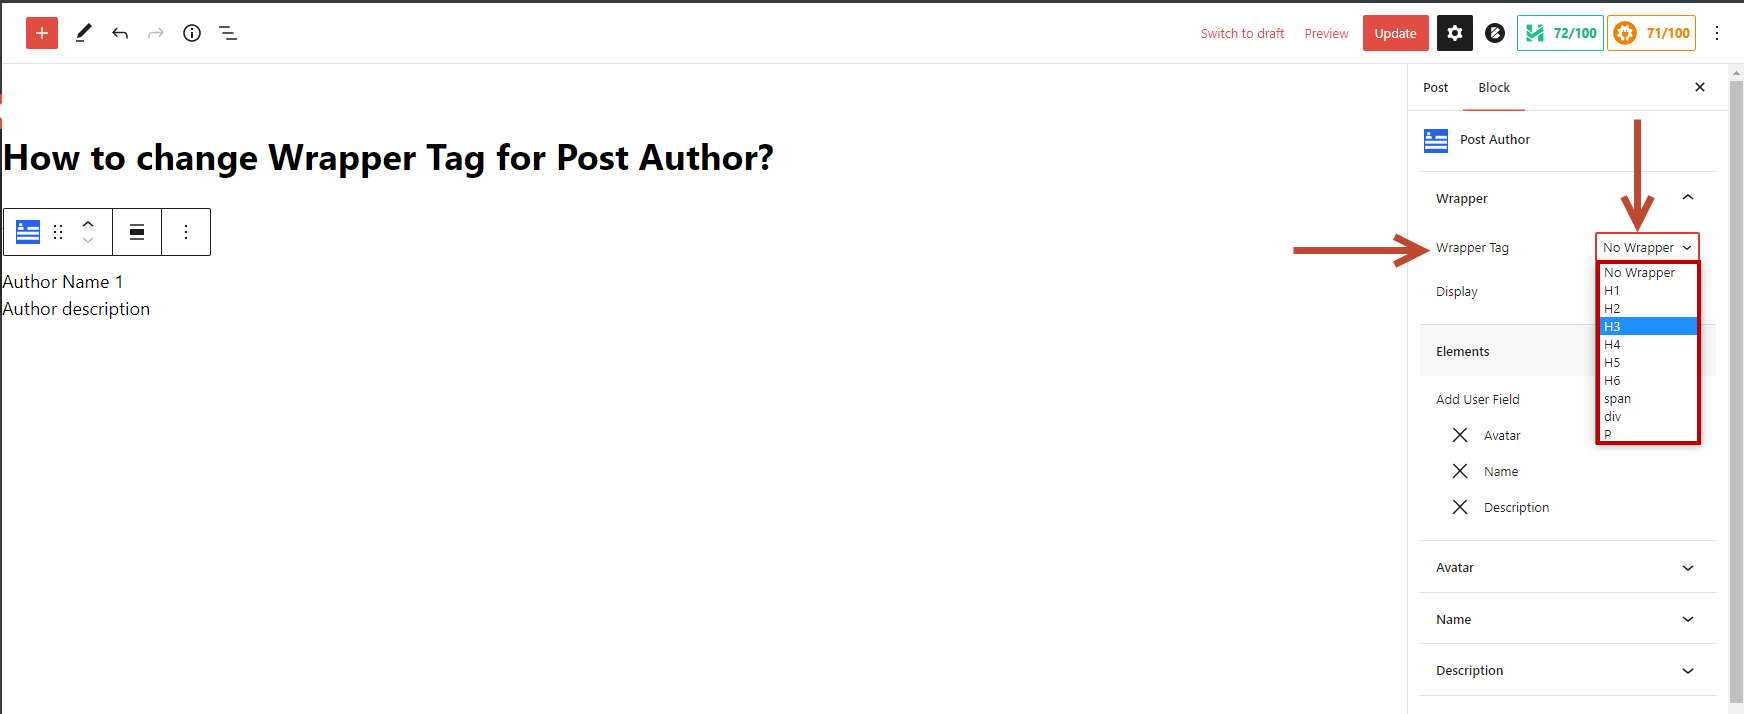 Switch to draft Preview Update 72/100 71/100
Post Block
Post Author
How to change Wrapper Tag for Post Author?
Wrapper
Wrapper Tag No Wrapper
No Wrapper
H1
H2
H3
H4
H5
H6
span
div
P
Display
Author Name 1
Author description
Elements
Add User Field
Avatar
Name
Description
Avatar
Name
Description